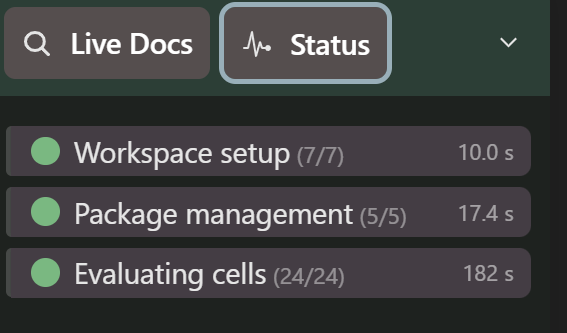 Live Docs Status
Workspace setup (7/7) 10.0 s
Package management (5/5) 17.4 s
Evaluating cells (24/24) 182 s